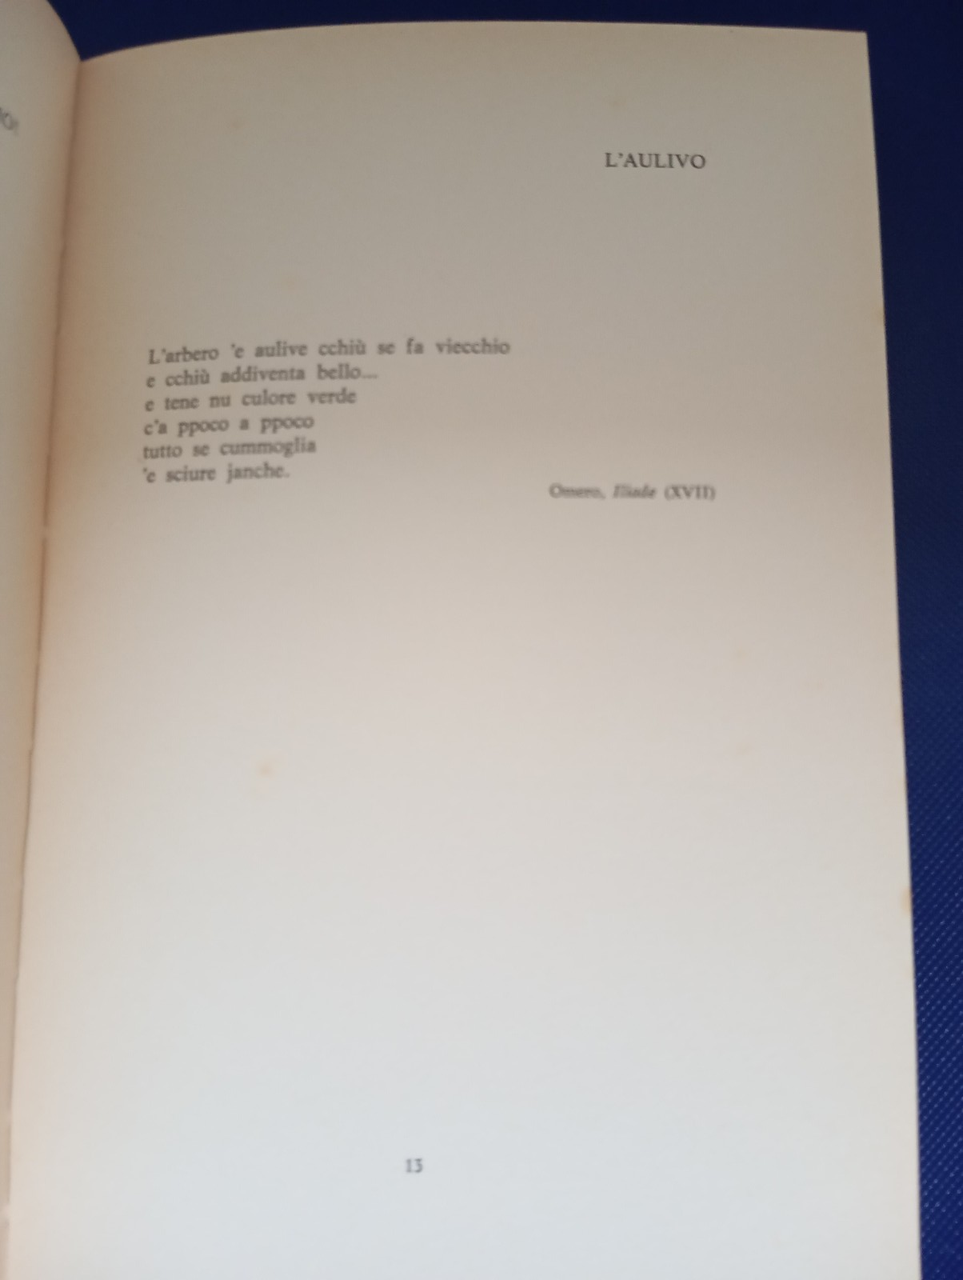 L'AULIVO
L'arbero 'e aulive cchiù se fa viecchio
e cchiù addiventa bello...
e tene nu culore verde
c'a ppoco a ppoco
tutto se cummoglia
'e sciure janche.
Omero, Iliade (XVII)
13